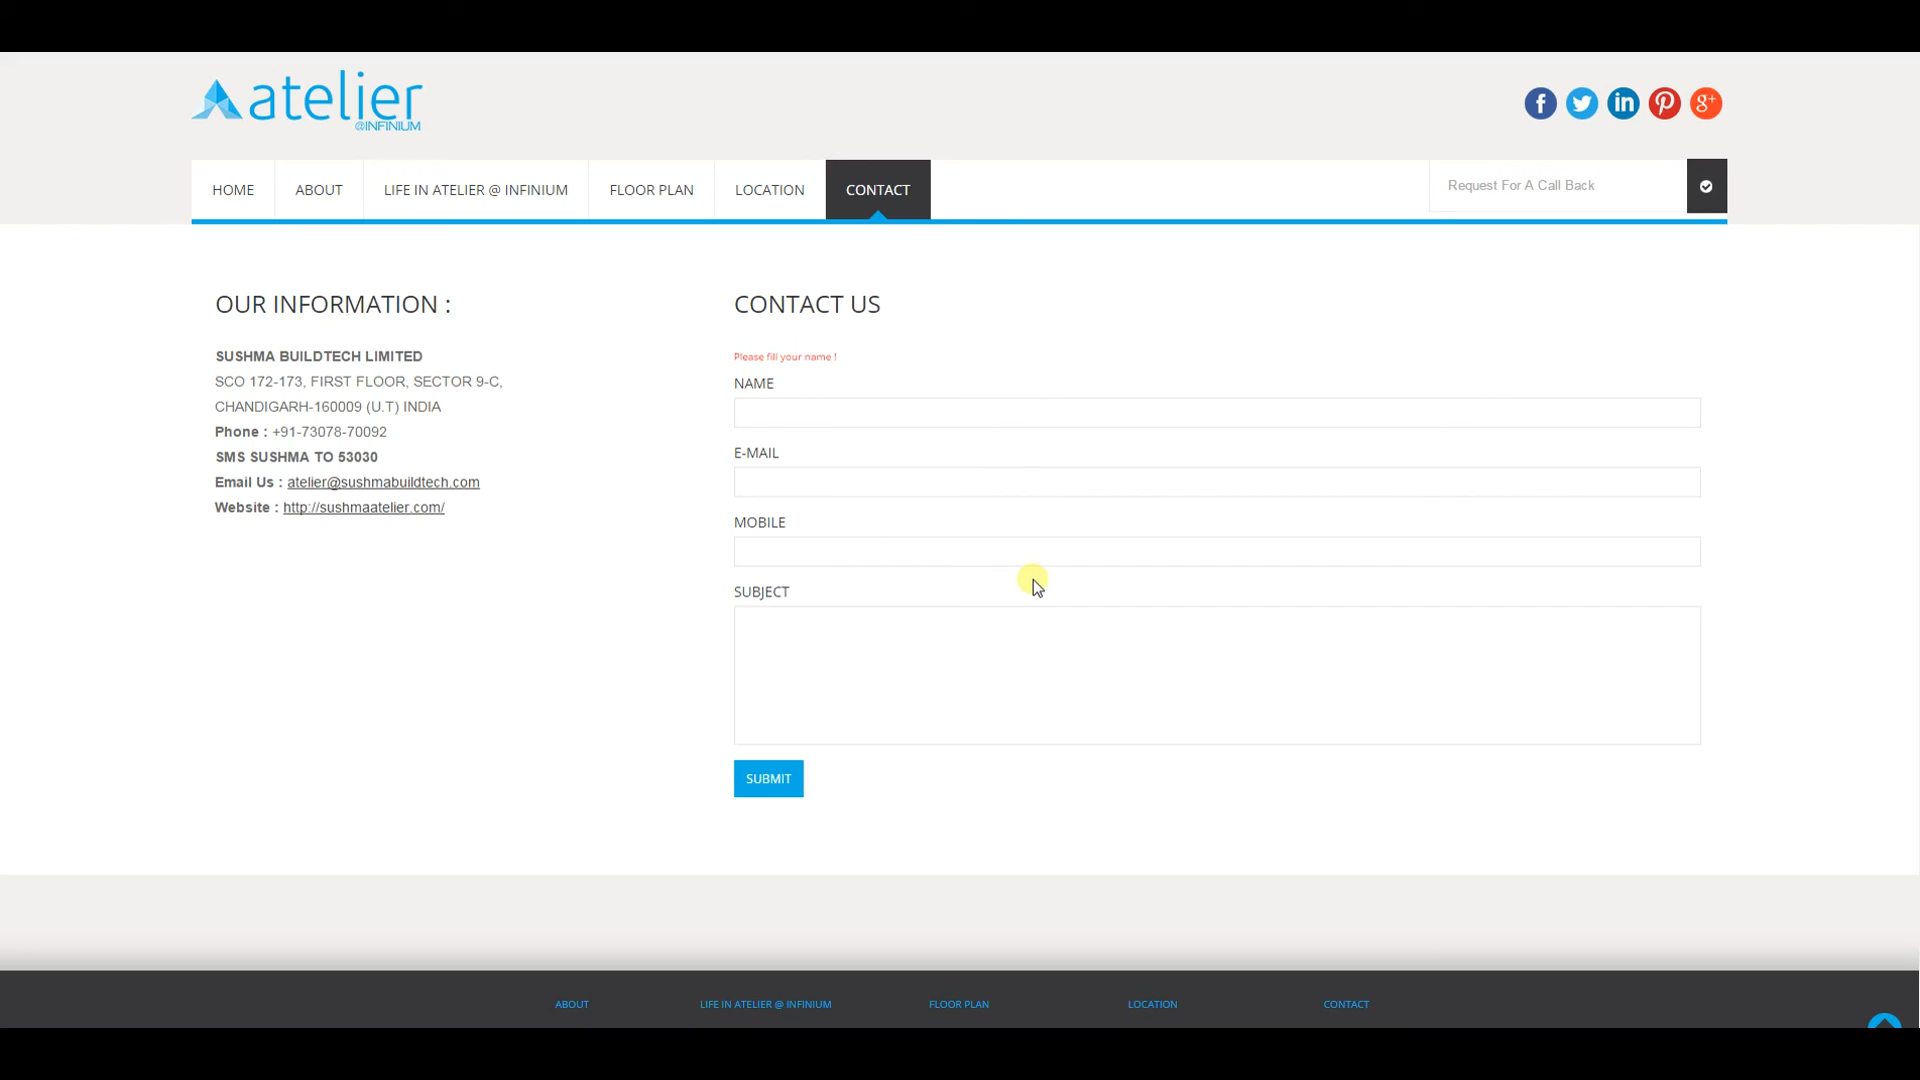 atelier
@INFINIUM
HOME
ABOUT
LIFE IN ATELIER @ INFINIUM
FLOOR PLAN
LOCATION
CONTACT
Request For A Call Back
OUR INFORMATION :
SUSHMA BUILDTECH LIMITED
SCO 172-173, FIRST FLOOR, SECTOR 9-C,
CHANDIGARH-160009 (U.T) INDIA
Phone : +91-73078-70092
SMS SUSHMA TO 53030
Email Us : atelier@sushmabuildtech.com
Website : http://sushmaatelier.com/
CONTACT US
Please fill your name !
NAME
E-MAIL
MOBILE
SUBJECT
SUBMIT
ABOUT
LIFE IN ATELIER @ INFINIUM
FLOOR PLAN
LOCATION
CONTACT